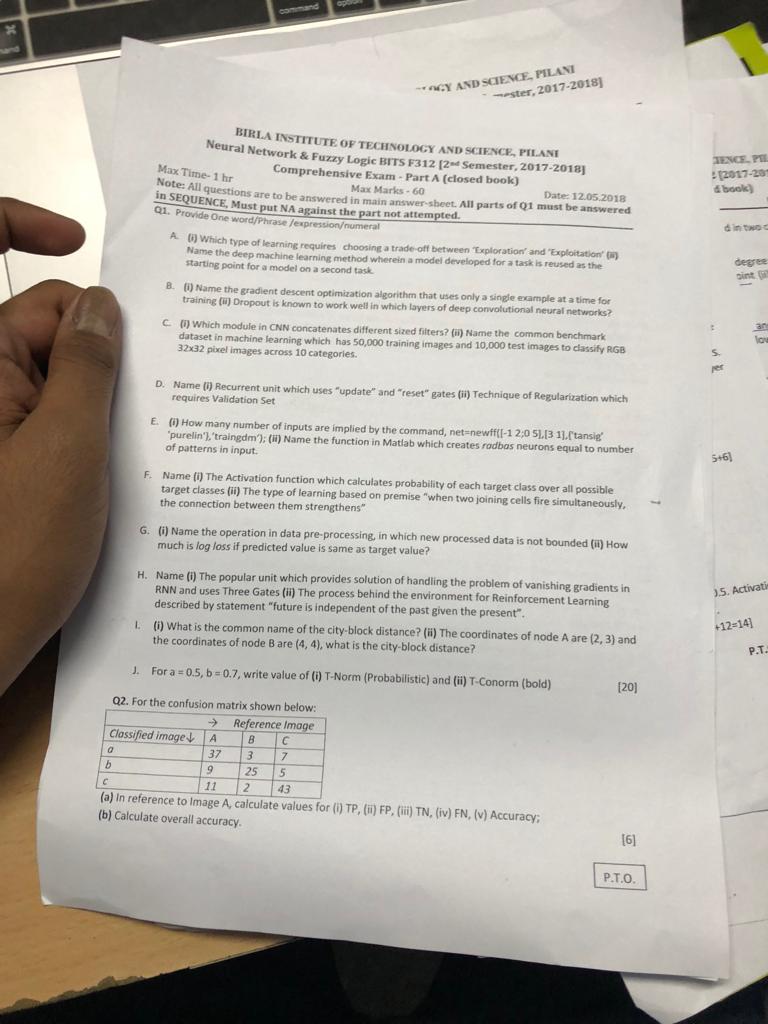 command
option
OGY AND SCIENCE, PILANI
ester, 2017-2018]
BIRLA INSTITUTE OF TECHNOLOGY AND SCIENCE, PILANI
Neural Network & Fuzzy Logic BITS F312 [2nd Semester, 2017-2018]
Comprehensive Exam - Part A (closed book)
Max Time- 1 hr Max Marks - 60 Date: 12.05.2018
Note: All questions are to be answered in main answer-sheet. All parts of Q1 must be answered
in SEQUENCE, Must put NA against the part not attempted.
Q1. Provide One word/Phrase /expression/numeral
A. (i) Which type of learning requires choosing a trade-off between 'Exploration' and 'Exploitation' (ii)
Name the deep machine learning method wherein a model developed for a task is reused as the
starting point for a model on a second task.
B. (i) Name the gradient descent optimization algorithm that uses only a single example at a time for
training (ii) Dropout is known to work well in which layers of deep convolutional neural networks?
C. (i) Which module in CNN concatenates different sized filters? (ii) Name the common benchmark
dataset in machine learning which has 50,000 training images and 10,000 test images to classify RGB
32x32 pixel images across 10 categories.
D. Name (i) Recurrent unit which uses "update" and "reset" gates (ii) Technique of Regularization which
requires Validation Set
E. (i) How many number of inputs are implied by the command, net=newff([-1 2;0 5],[3 1],{'tansig'
'purelin'},'traingdm'); (ii) Name the function in Matlab which creates radbas neurons equal to number
of patterns in input.
F. Name (i) The Activation function which calculates probability of each target class over all possible
target classes (ii) The type of learning based on premise "when two joining cells fire simultaneously,
the connection between them strengthens"
G. (i) Name the operation in data pre-processing, in which new processed data is not bounded (ii) How
much is log loss if predicted value is same as target value?
H. Name (i) The popular unit which provides solution of handling the problem of vanishing gradients in
RNN and uses Three Gates (ii) The process behind the environment for Reinforcement Learning
described by statement "future is independent of the past given the present".
I. (i) What is the common name of the city-block distance? (ii) The coordinates of node A are (2, 3) and
the coordinates of node B are (4, 4), what is the city-block distance?
J. For a = 0.5, b = 0.7, write value of (i) T-Norm (Probabilistic) and (ii) T-Conorm (bold) [20]
Q2. For the confusion matrix shown below:
→ Reference Image
Classified image↓ A B C
a 37 3 7
b 9 25 5
c 11 2 43
(a) In reference to Image A, calculate values for (i) TP, (ii) FP, (iii) TN, (iv) FN, (v) Accuracy;
(b) Calculate overall accuracy.
[6]
P.T.O.
[2017-201
d book)
d in two
degree
5+6]
0.5. Activati
+12=14]
P.T.